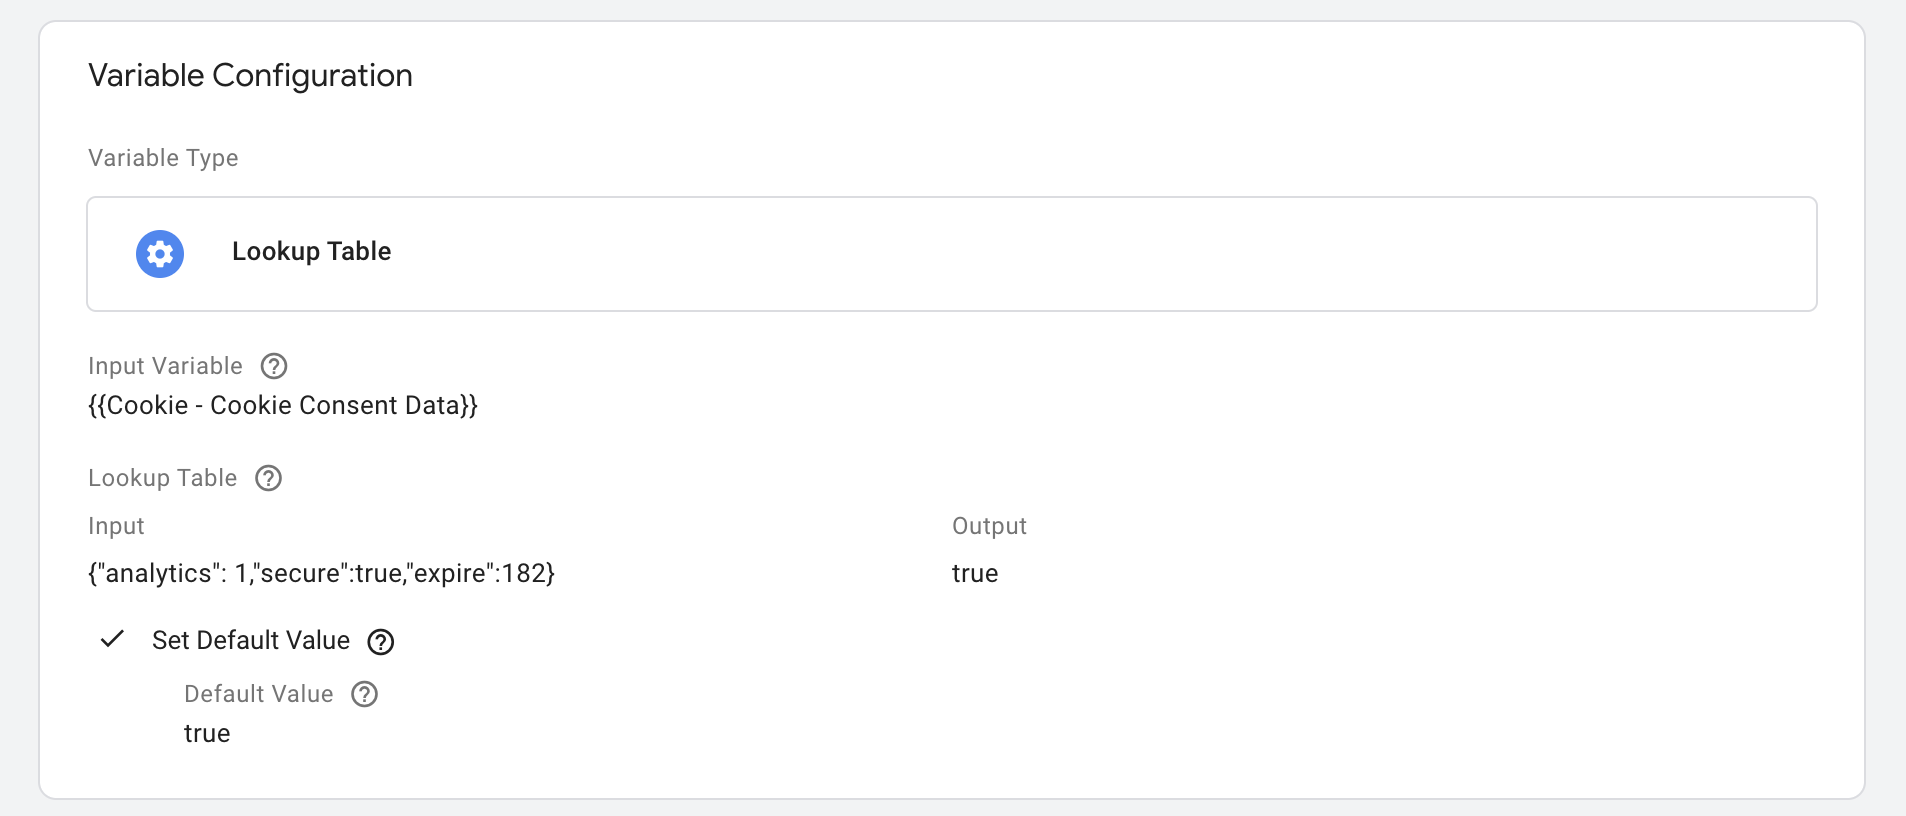 Variable Configuration
Variable Type
Lookup Table
Input Variable
{{Cookie - Cookie Consent Data}}
Lookup Table
Input Output
{"analytics": 1,"secure":true,"expire":182} true
Set Default Value
Default Value
true